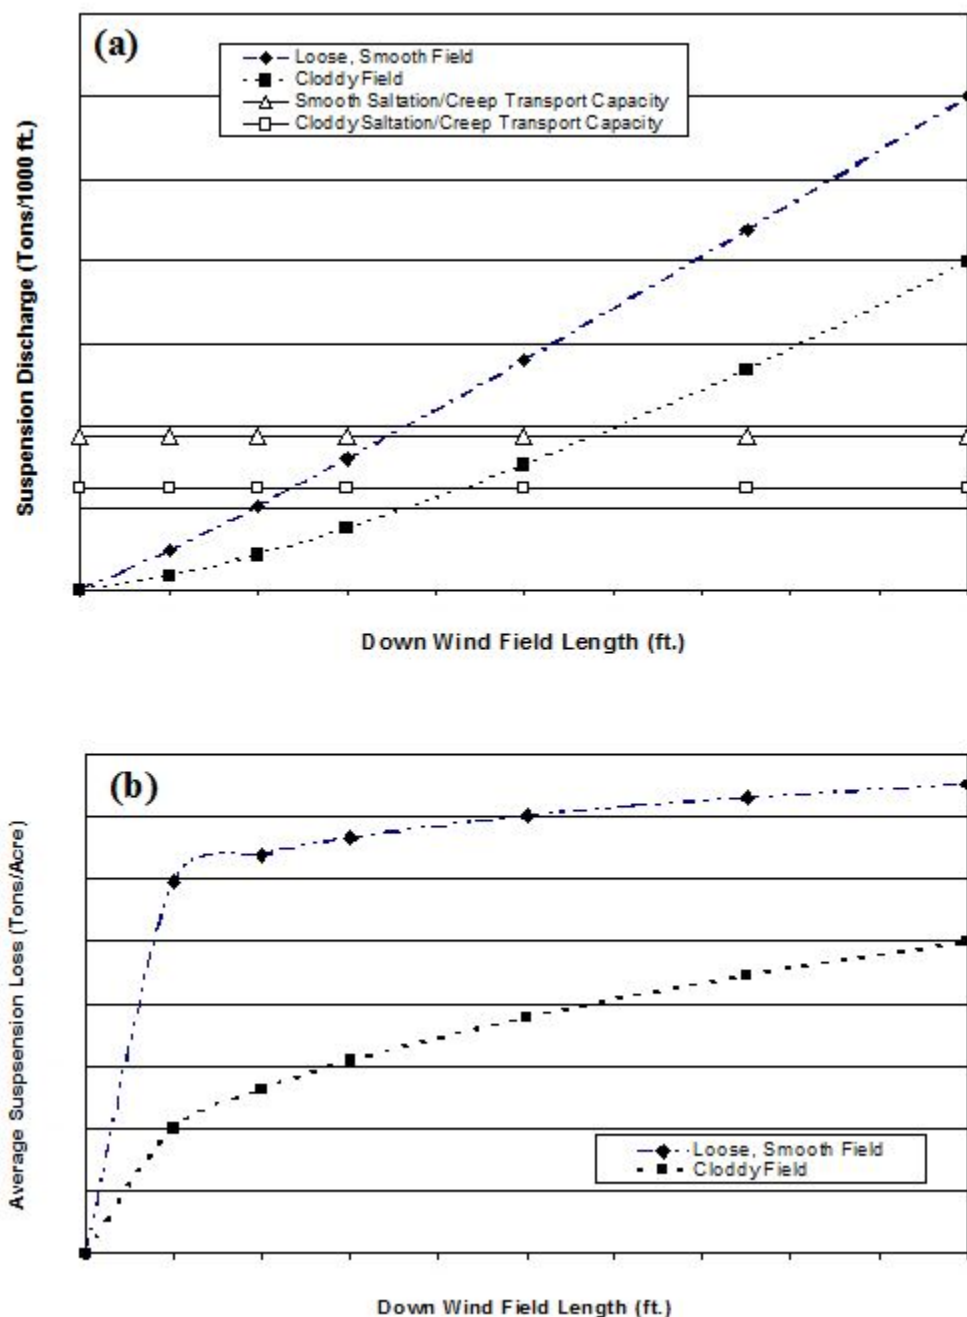 (a)
Loose, Smooth Field
Cloddy Field
Smooth Saltation/Creep Transport Capacity
Cloddy Saltation/Creep Transport Capacity
Suspension Discharge (Tons/1000 ft.)
Down Wind Field Length (ft.)
(b)
Average Suspsension Loss (Tons/Acre)
Loose, Smooth Field
Cloddy Field
Down Wind Field Length (ft.)